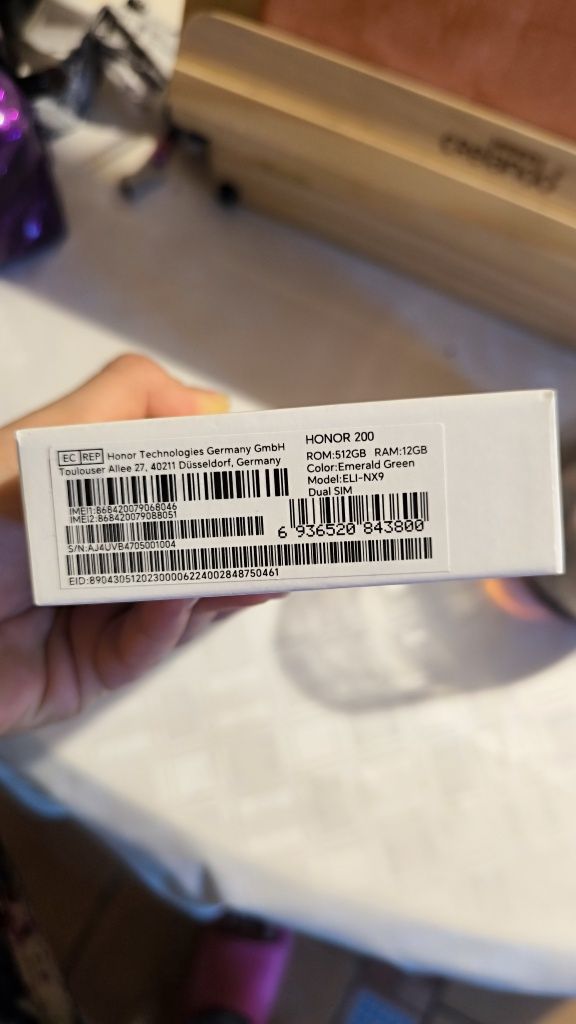 EC REP Honor Technologies Germany GmbH
Toulouser Allee 27, 40211 Düsseldorf, Germany
IMEI1:868420079068046
IMEI2:868420079088051
S/N:AJ4UVB4705001004
EID:89043051202300006224002848750461
HONOR 200
ROM:512GB RAM:12GB
Color:Emerald Green
Model:ELI-NX9
Dual SIM
6 936520 843800